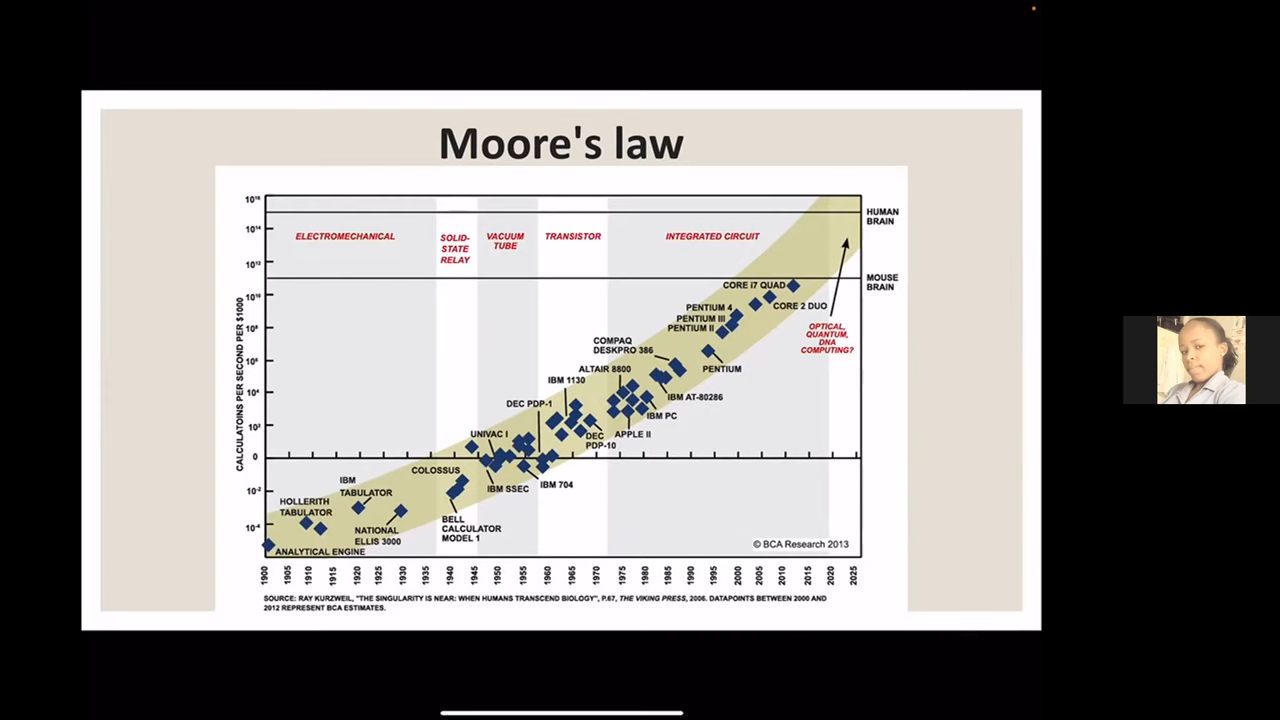 Moore's law
10¹⁶
10¹⁴
10¹²
10¹⁰
10⁸
10⁶
10⁴
10²
0
10⁻²
10⁻⁴
CALCULATOINS PER SECOND PER $1000
ELECTROMECHANICAL
SOLID-
STATE
RELAY
VACUUM
TUBE
TRANSISTOR
INTEGRATED CIRCUIT
HUMAN
BRAIN
MOUSE
BRAIN
CORE i7 QUAD
CORE 2 DUO
PENTIUM 4
PENTIUM III
PENTIUM II
OPTICAL,
QUANTUM,
DNA
COMPUTING?
COMPAQ
DESKPRO 386
PENTIUM
ALTAIR 8800
IBM 1130
IBM AT-80286
DEC PDP-1
IBM PC
UNIVAC I
DEC
PDP-10
APPLE II
COLOSSUS
IBM
TABULATOR
IBM SSEC
IBM 704
HOLLERITH
TABULATOR
NATIONAL
ELLIS 3000
BELL
CALCULATOR
MODEL 1
ANALYTICAL ENGINE
© BCA Research 2013
1900
1905
1910
1915
1920
1925
1930
1935
1940
1945
1950
1955
1960
1965
1970
1975
1980
1985
1990
1995
2000
2005
2010
2015
2020
2025
SOURCE: RAY KURZWEIL, "THE SINGULARITY IS NEAR: WHEN HUMANS TRANSCEND BIOLOGY", P.67, THE VIKING PRESS, 2006. DATAPOINTS BETWEEN 2000 AND
2012 REPRESENT BCA ESTIMATES.